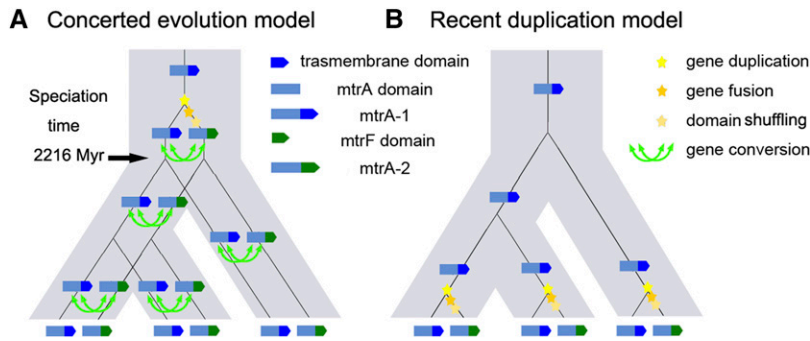 A Concerted evolution model
Speciation
time
2216 Myr
trasmembrane domain
mtrA domain
mtrA-1
mtrF domain
mtrA-2
B Recent duplication model
gene duplication
gene fusion
domain shuffling
gene conversion